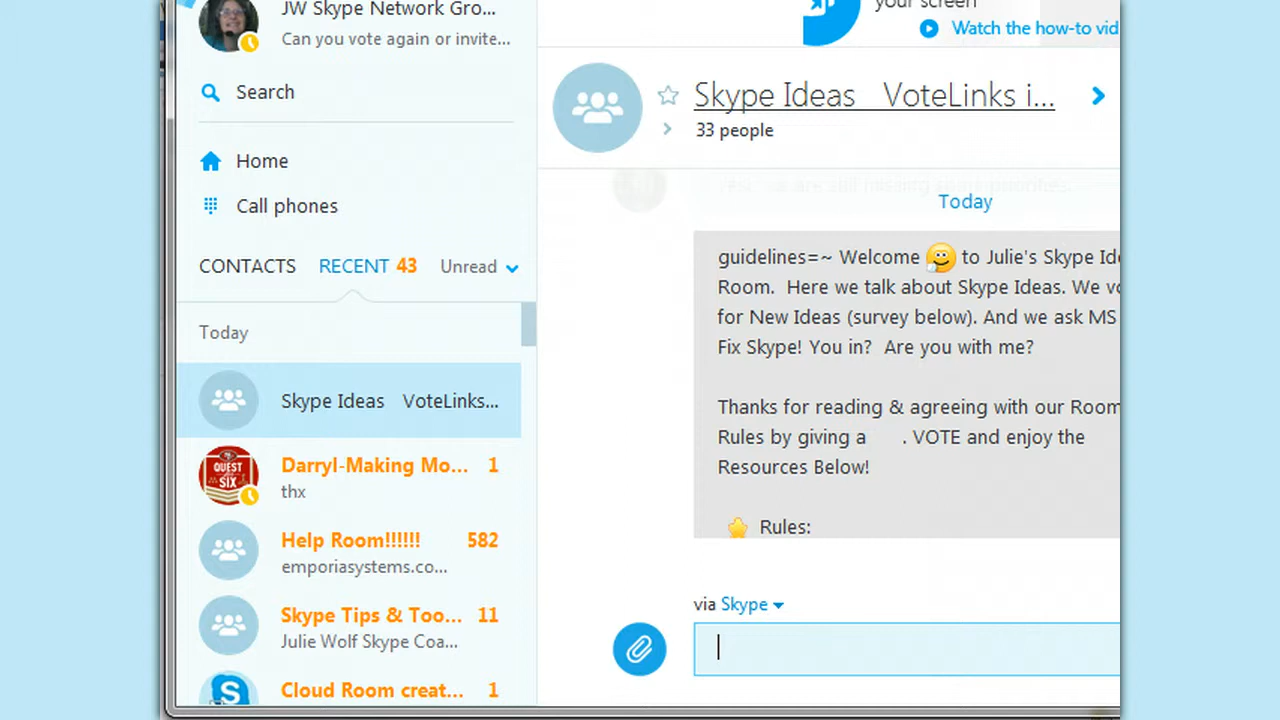 JW Skype Network Gro...
Can you vote again or invite...
Search
Home
Call phones
CONTACTS RECENT 43 Unread
Today
Skype Ideas VoteLinks...
QUEST
SIX
Darryl-Making Mo... 1
thx
Help Room!!!!!! 582
emporiasystems.co...
Skype Tips & Too... 11
Julie Wolf Skype Coa...
Cloud Room creat... 1
your screen
Watch the how-to vid
Skype Ideas VoteLinks i...
33 people
Today
guidelines=~ Welcome to Julie's Skype Ide
Room. Here we talk about Skype Ideas. We vo
for New Ideas (survey below). And we ask MS
Fix Skype! You in? Are you with me?
Thanks for reading & agreeing with our Room
Rules by giving a . VOTE and enjoy the
Resources Below!
Rules:
via Skype